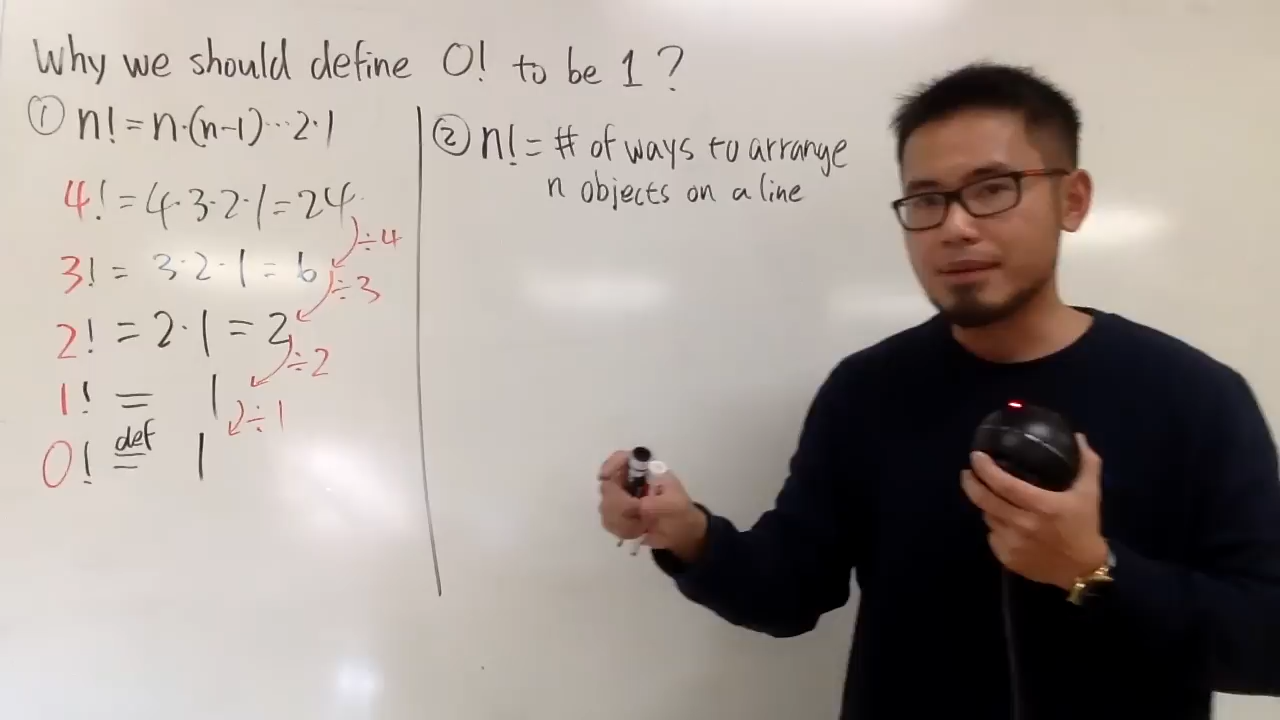 Why we should define 0! to be 1?
① n! = n·(n-1)···2·1
4! = 4·3·2·1 = 24
÷4
3! = 3·2·1 = 6
÷3
2! = 2·1 = 2
÷2
1! = 1
÷1
0! def= 1
② n! = # of ways to arrange
n objects on a line